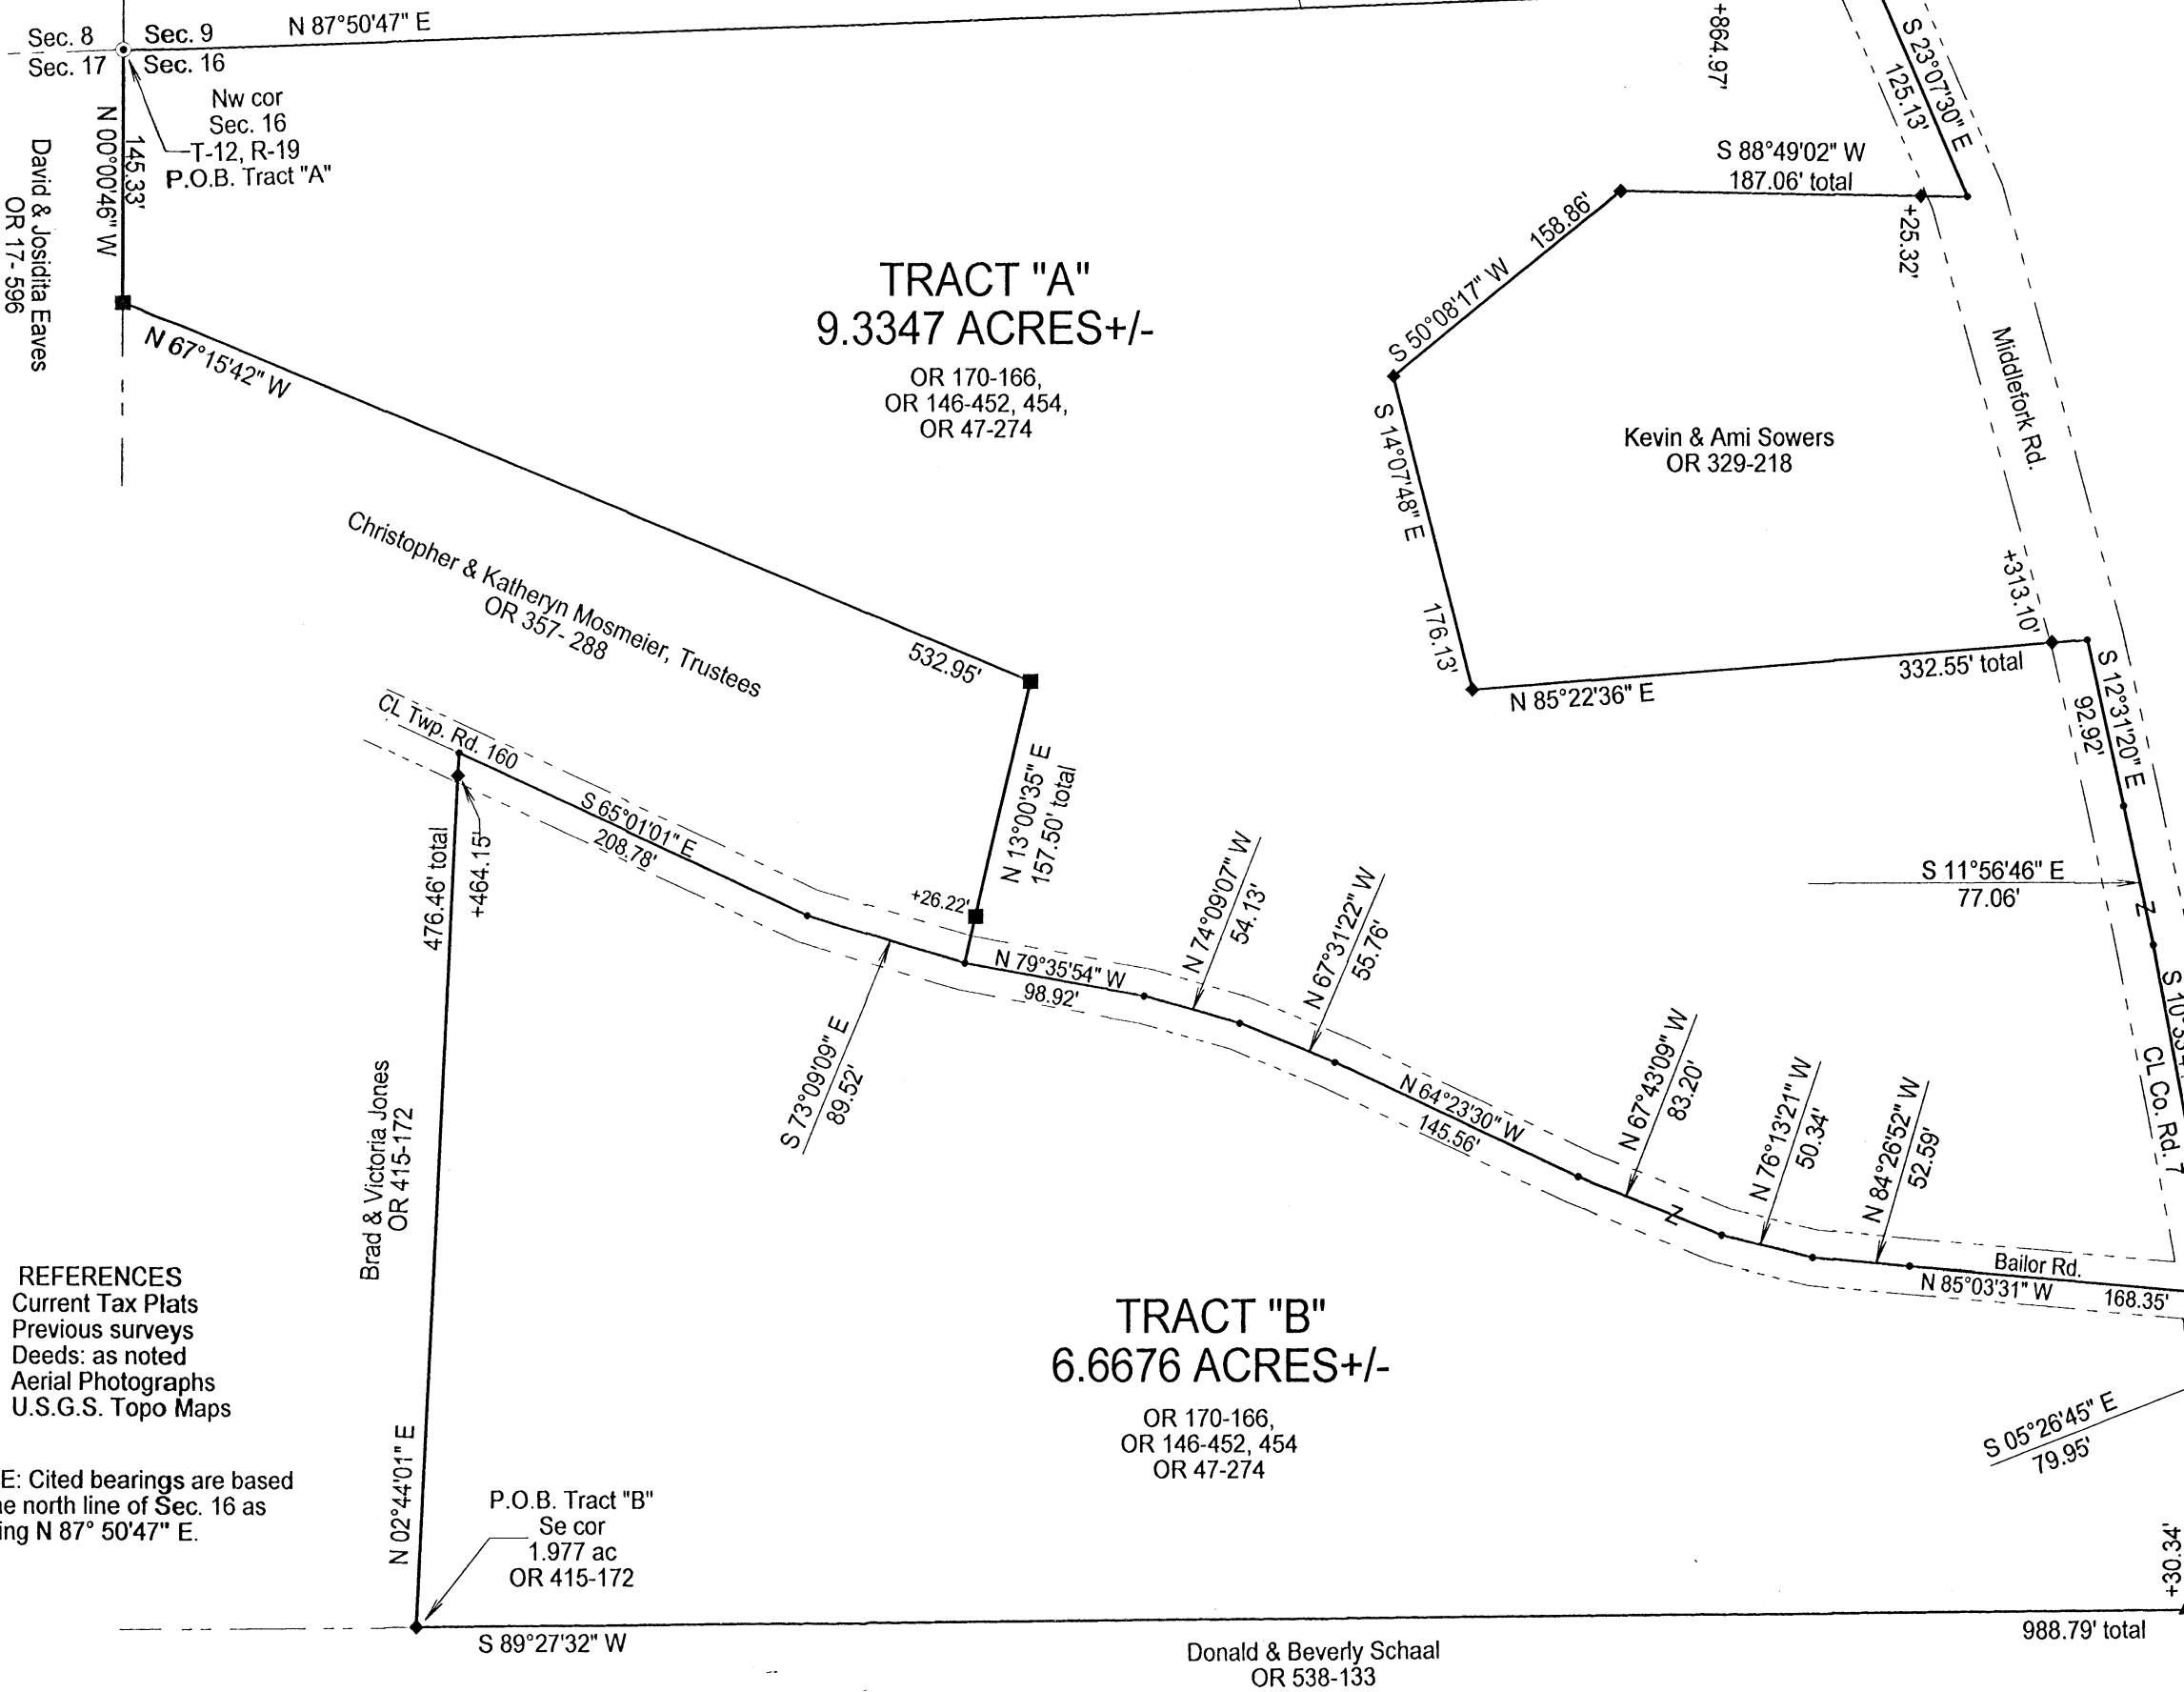 Sec. 8
Sec. 9
N 87°50'47" E
Sec. 17
Sec. 16
Nw cor
Sec. 16
T-12, R-19
P.O.B. Tract "A"
N 00°00'46" W
145.33'
David & Josidita Eaves
OR 17- 596
+864.97'
S 23°07'30" E
125.13'
S 88°49'02" W
187.06' total
+25.32'
158.86'
S 50°08'17" W
TRACT "A"
9.3347 ACRES+/-
OR 170-166,
OR 146-452, 454,
OR 47-274
N 67°15'42" W
532.95'
S 14°07'48" E
176.13'
Kevin & Ami Sowers
OR 329-218
Middlefork Rd.
+313.10'
332.55' total
N 85°22'36" E
S 12°31'20" E
92.92'
Christopher & Katheryn Mosmeier, Trustees
OR 357- 288
CL Twp. Rd. 160
S 65°01'01" E
208.78'
N 13°00'35" E
157.50' total
+26.22'
476.46' total
+464.15'
S 11°56'46" E
77.06'
Z
N 79°35'54" W
98.92'
N 74°09'07" W
54.13'
N 67°31'22" W
55.76'
S 73°09'09" E
89.52'
N 64°23'30" W
145.56'
N 67°43'09" W
83.20'
Z
N 76°13'21" W
50.34'
N 84°26'52" W
52.59'
CL Co. Rd. 7
Bailor Rd.
N 85°03'31" W
168.35'
Brad & Victoria Jones
OR 415-172
REFERENCES
Current Tax Plats
Previous surveys
Deeds: as noted
Aerial Photographs
U.S.G.S. Topo Maps
TRACT "B"
6.6676 ACRES+/-
OR 170-166,
OR 146-452, 454
OR 47-274
S 05°26'45" E
79.95'
E: Cited bearings are based
north line of Sec. 16 as
N 87° 50'47" E.
N 02°44'01" E
P.O.B. Tract "B"
Se cor
1.977 ac
OR 415-172
+30.34'
S 89°27'32" W
988.79' total
Donald & Beverly Schaal
OR 538-133